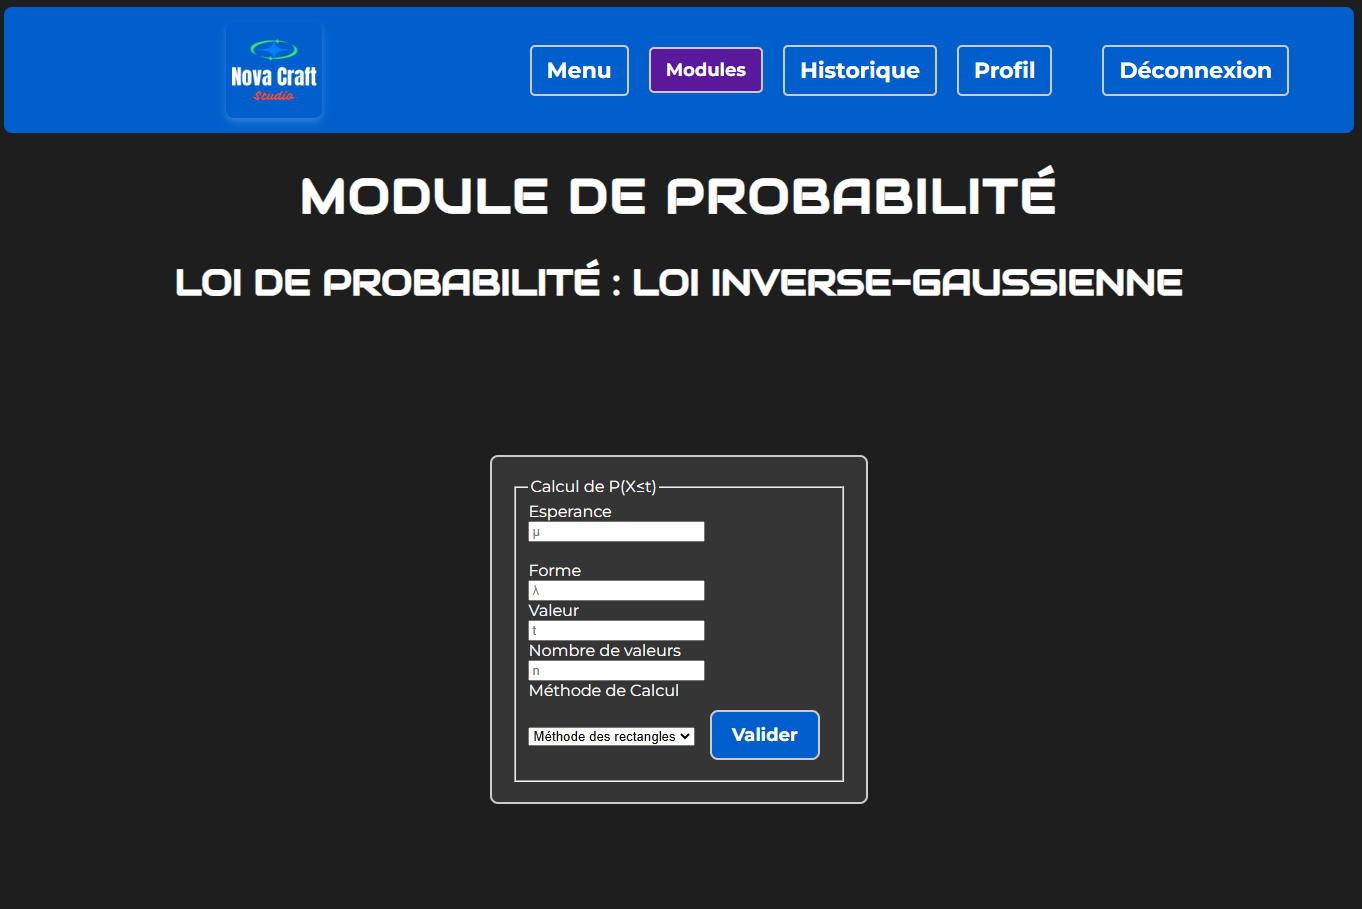 Nova Craft
Studio
Menu
Modules
Historique
Profil
Déconnexion
MODULE DE PROBABILITÉ
LOI DE PROBABILITÉ : LOI INVERSE-GAUSSIENNE
Calcul de P(X≤t)
Esperance
μ
Forme
λ
Valeur
t
Nombre de valeurs
n
Méthode de Calcul
Méthode des rectangles
Valider